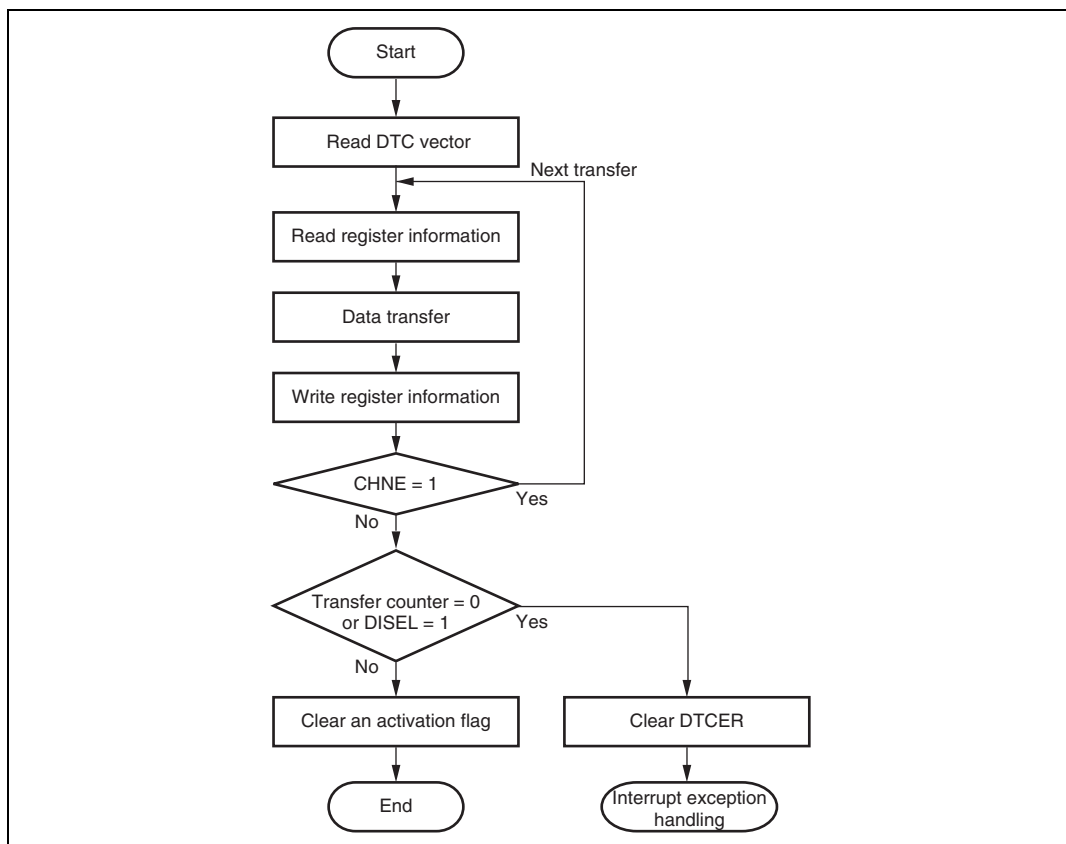 Start
Read DTC vector
Next transfer
Read register information
Data transfer
Write register information
CHNE = 1
Yes
No
Transfer counter = 0
or DISEL = 1
Yes
No
Clear an activation flag
Clear DTCER
End
Interrupt exception
handling